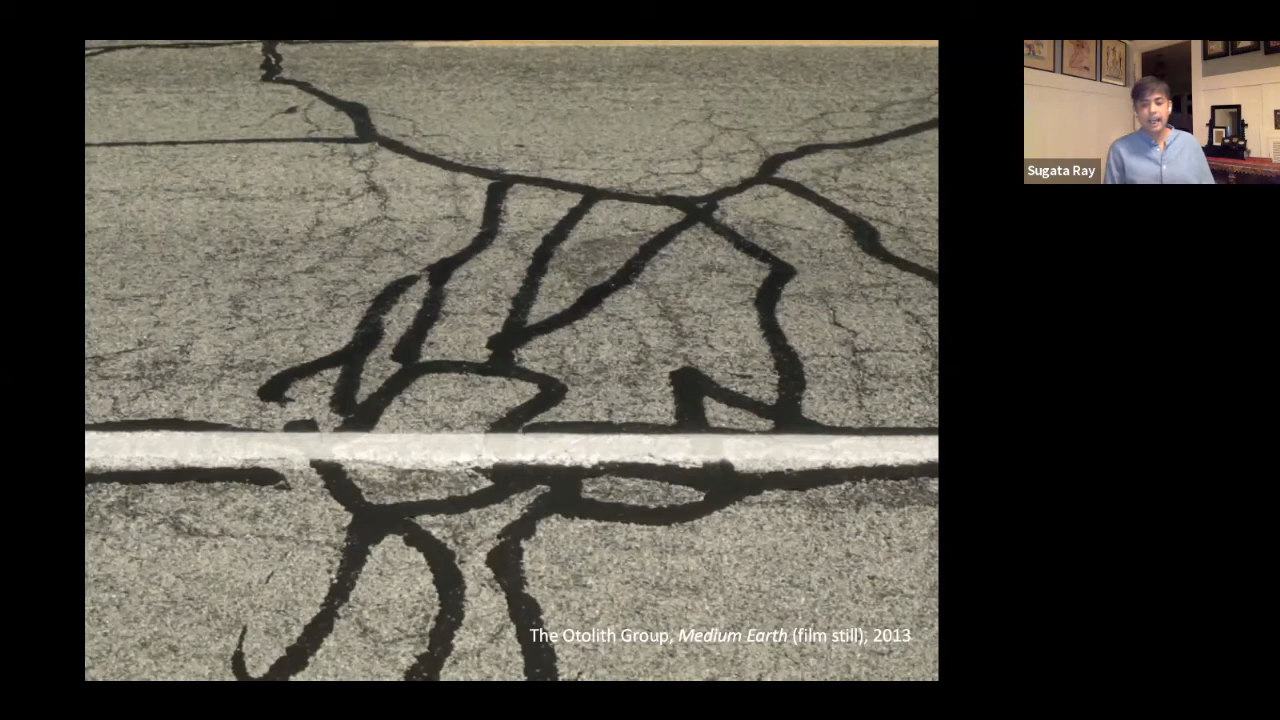 Sugata Ray
The Otolith Group, Medium Earth (film still), 2013